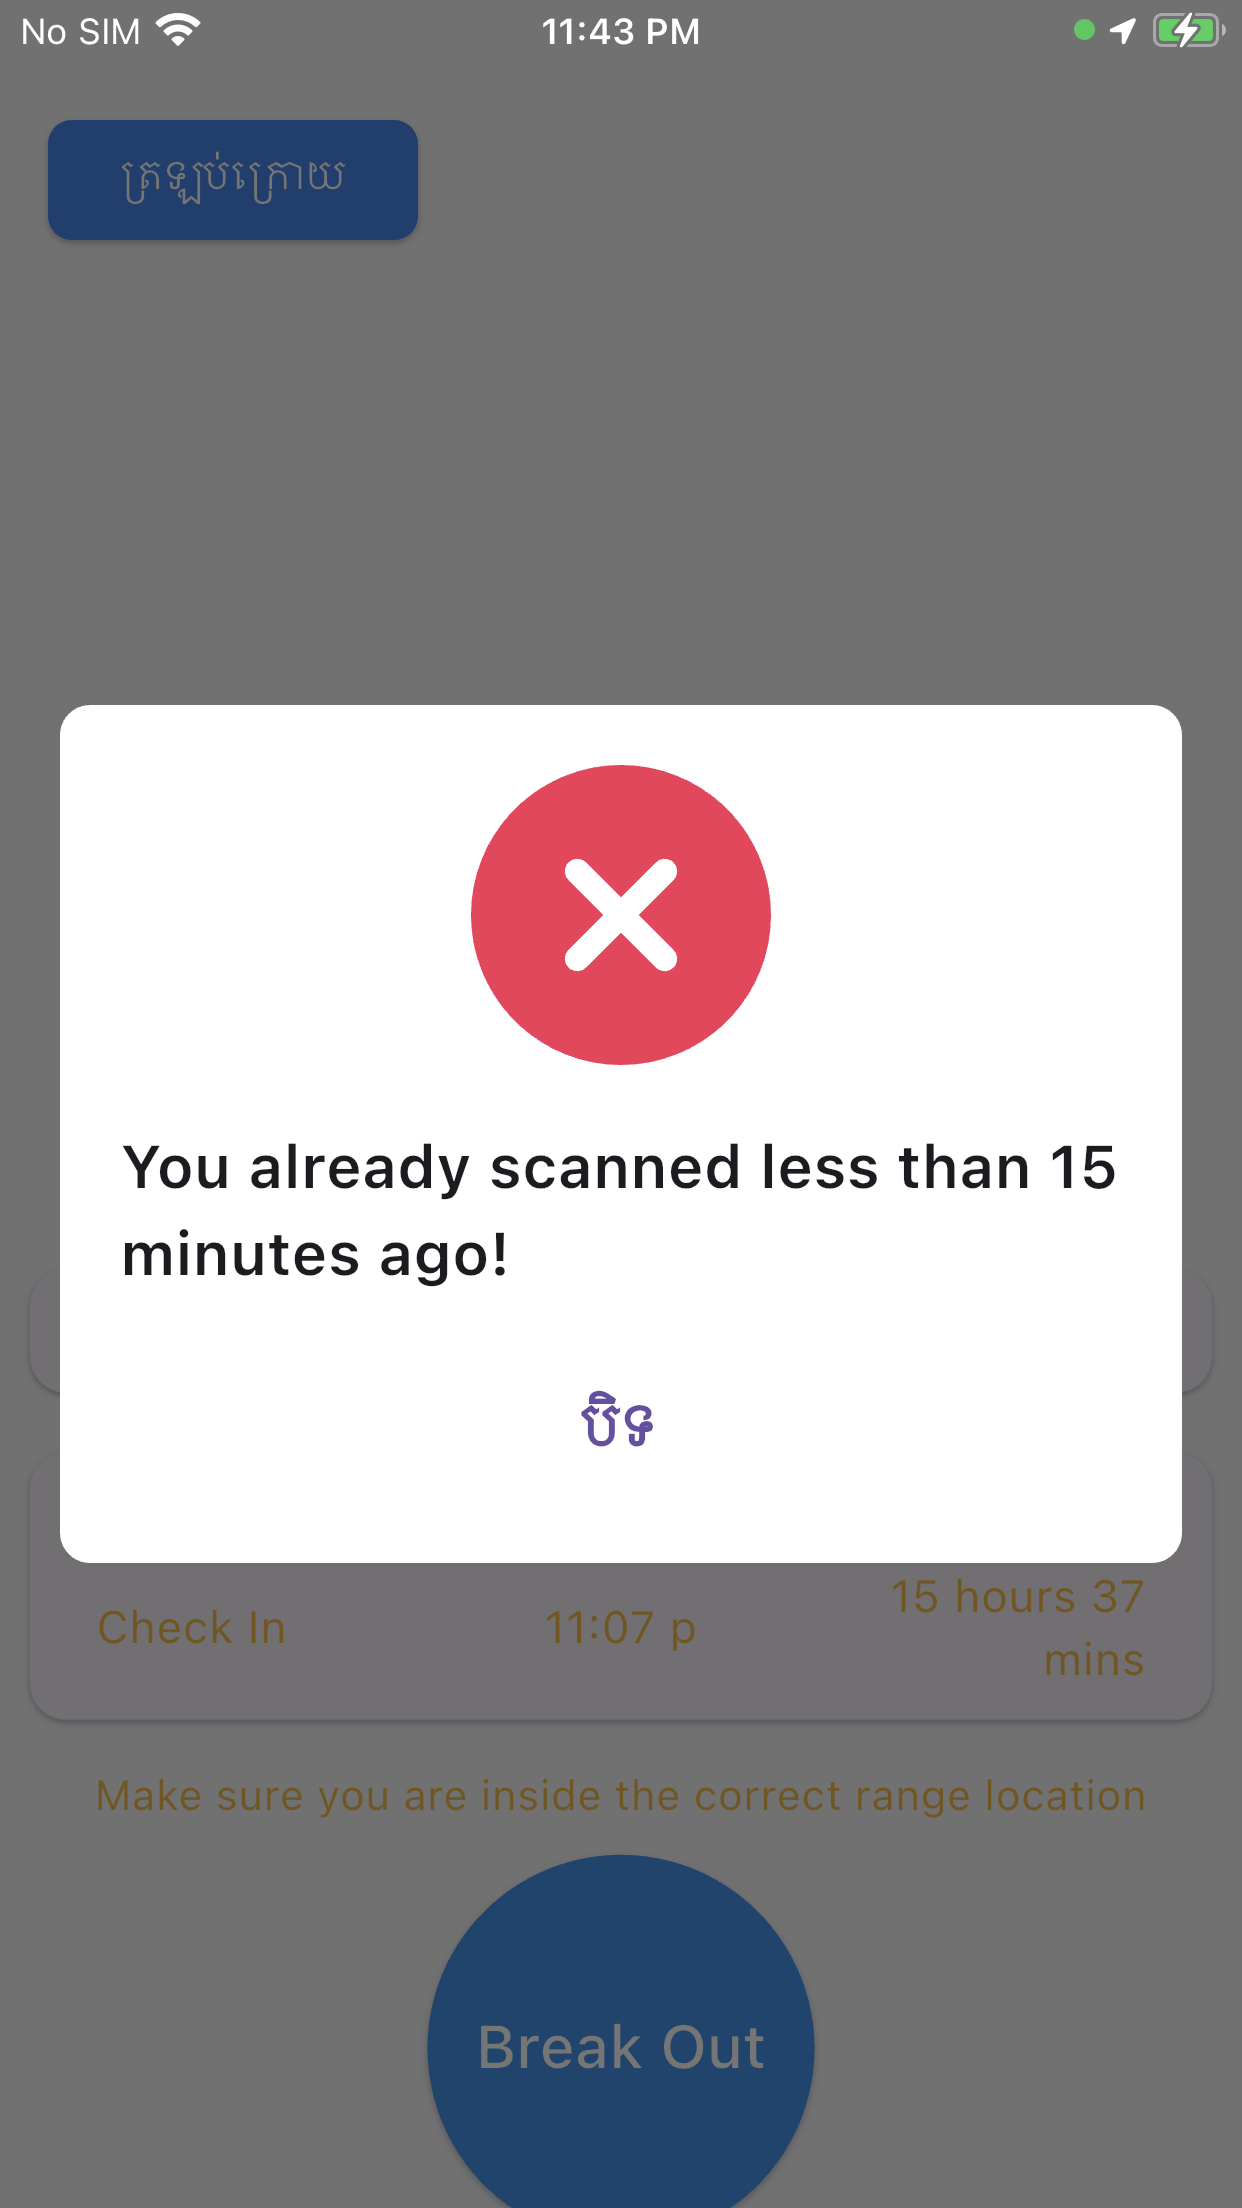 No SIM
11:43 PM
ត្រឡប់ក្រោយ
You already scanned less than 15
minutes ago!
បិទ
Check In
11:07 p
15 hours 37
mins
Make sure you are inside the correct range location
Break Out